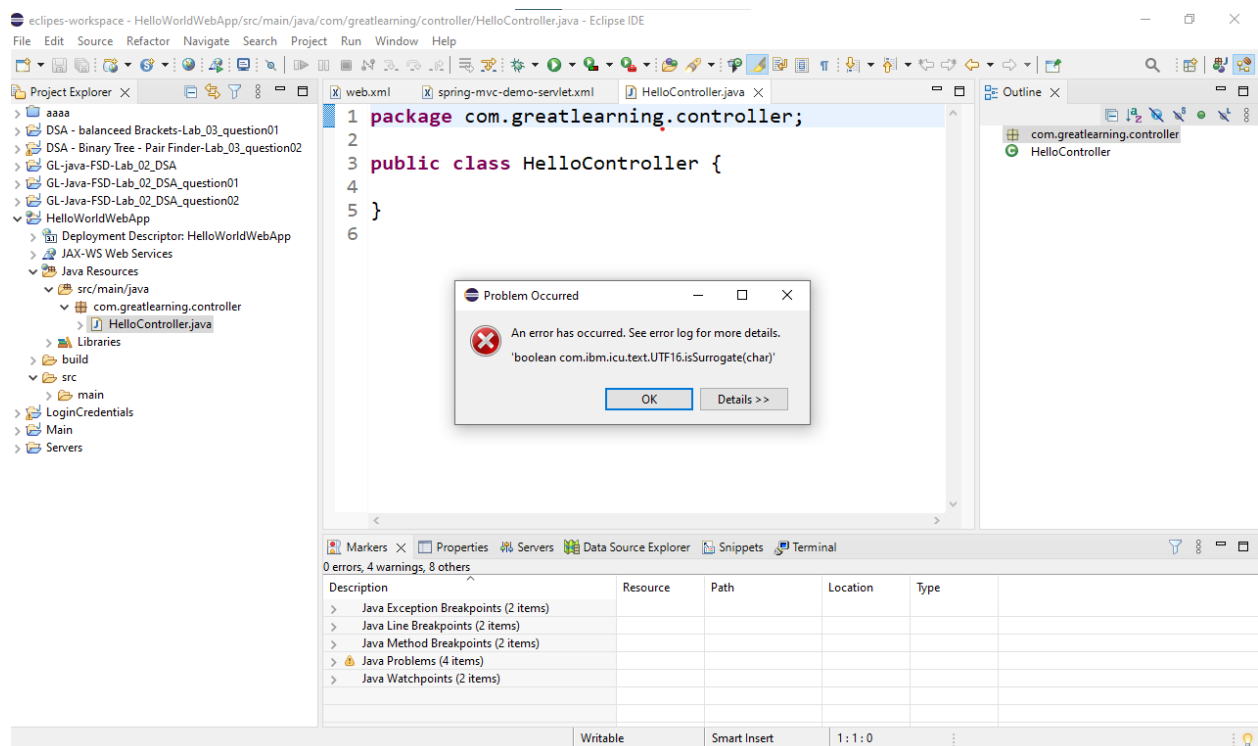 eclipes-workspace - HelloWorldWebApp/src/main/java/com/greatlearning/controller/HelloController.java - Eclipse IDE
File Edit Source Refactor Navigate Search Project Run Window Help
Project Explorer
aaaa
DSA - balanceed Brackets-Lab_03_question01
DSA - Binary Tree - Pair Finder-Lab_03_question02
GL-java-FSD-Lab_02_DSA
GL-Java-FSD-Lab_02_DSA_question01
GL-Java-FSD-Lab_02_DSA_question02
HelloWorldWebApp
Deployment Descriptor: HelloWorldWebApp
JAX-WS Web Services
Java Resources
src/main/java
com.greatlearning.controller
HelloController.java
Libraries
build
src
main
LoginCredentials
Main
Servers
web.xml spring-mvc-demo-servlet.xml HelloController.java
1 package com.greatlearning.controller;
2
3 public class HelloController {
4
5 }
6
Problem Occurred
An error has occurred. See error log for more details.
'boolean com.ibm.icu.text.UTF16.isSurrogate(char)'
OK Details >>
Outline
com.greatlearning.controller
HelloController
Markers Properties Servers Data Source Explorer Snippets Terminal
0 errors, 4 warnings, 8 others
Description Resource Path Location Type
Java Exception Breakpoints (2 items)
Java Line Breakpoints (2 items)
Java Method Breakpoints (2 items)
Java Problems (4 items)
Java Watchpoints (2 items)
Writable Smart Insert 1 : 1 : 0